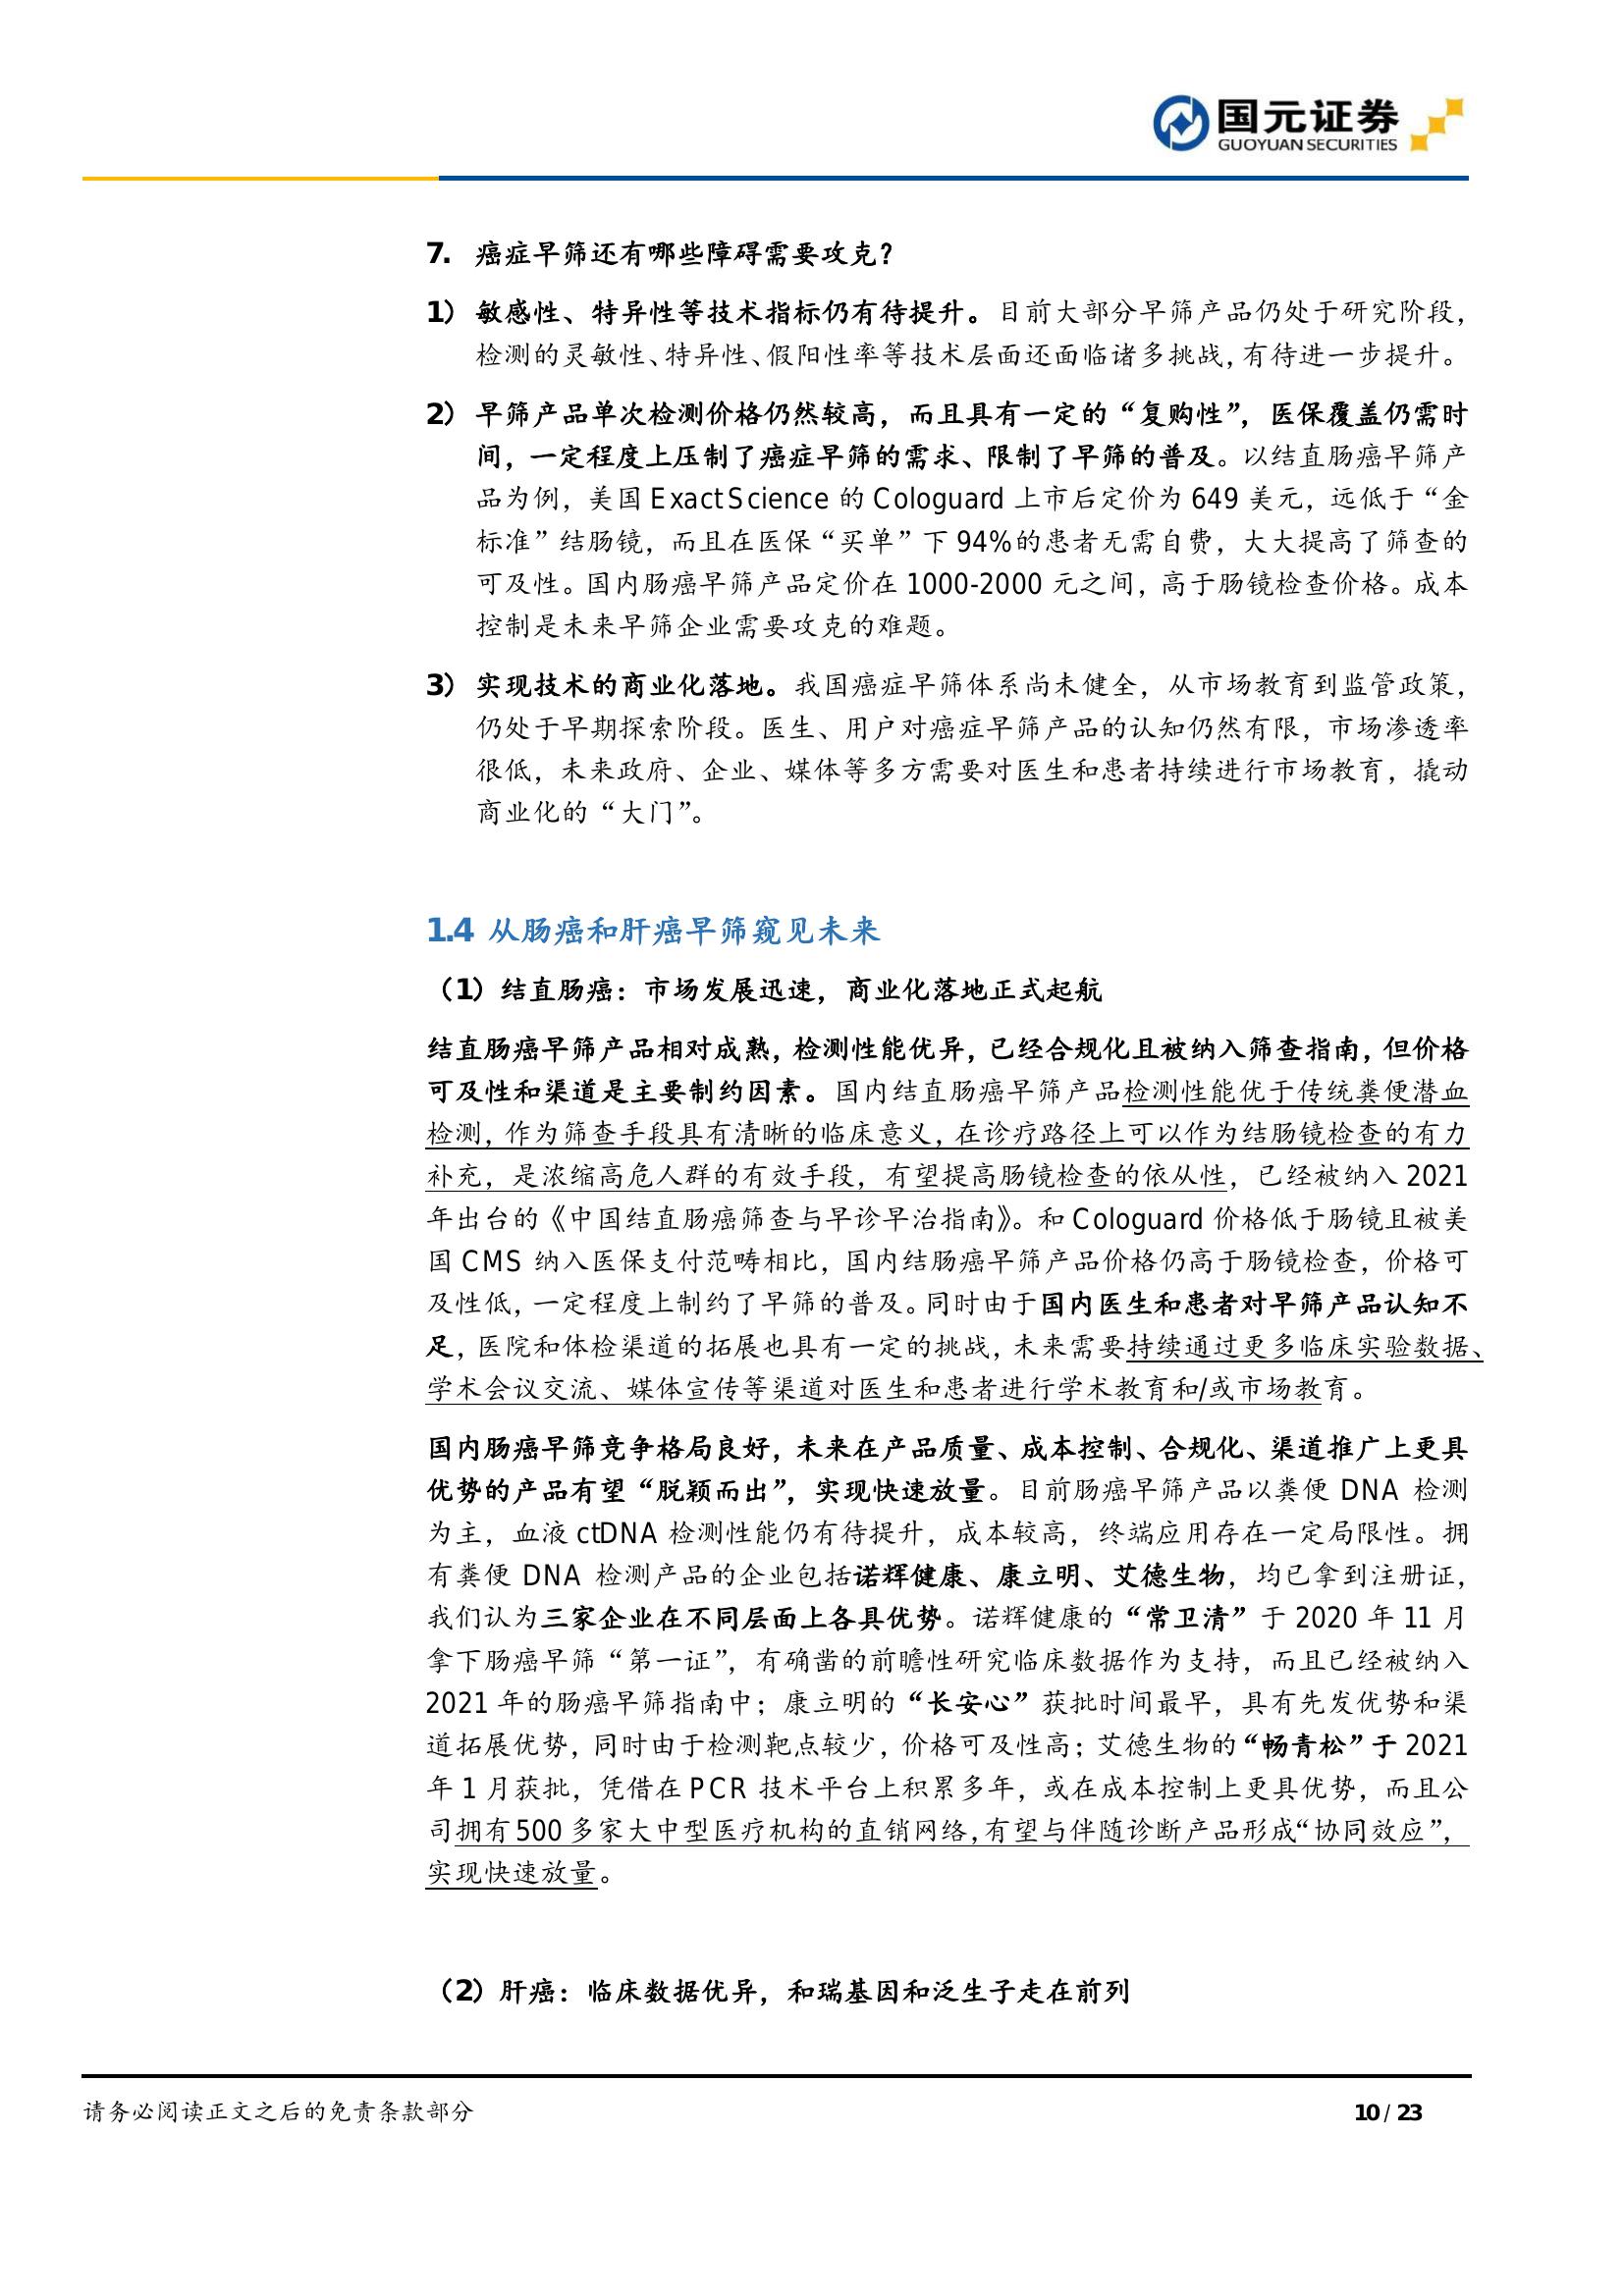 国元证券
GUOYUAN SECURITIES
7. 癌症早筛还有哪些障碍需要攻克？
1） 敏感性、特异性等技术指标仍有待提升。目前大部分早筛产品仍处于研究阶段，
检测的灵敏性、特异性、假阳性率等技术层面还面临诸多挑战，有待进一步提升。
2） 早筛产品单次检测价格仍然较高，而且具有一定的“复购性”，医保覆盖仍需时
间，一定程度上压制了癌症早筛的需求、限制了早筛的普及。以结直肠癌早筛产
品为例，美国 Exact Science 的 Cologuard 上市后定价为 649 美元，远低于“金
标准”结肠镜，而且在医保“买单”下 94%的患者无需自费，大大提高了筛查的
可及性。国内肠癌早筛产品定价在 1000-2000 元之间，高于肠镜检查价格。成本
控制是未来早筛企业需要攻克的难题。
3） 实现技术的商业化落地。我国癌症早筛体系尚未健全，从市场教育到监管政策，
仍处于早期探索阶段。医生、用户对癌症早筛产品的认知仍然有限，市场渗透率
很低，未来政府、企业、媒体等多方需要对医生和患者持续进行市场教育，撬动
商业化的“大门”。
1.4 从肠癌和肝癌早筛窥见未来
（1）结直肠癌：市场发展迅速，商业化落地正式起航
结直肠癌早筛产品相对成熟，检测性能优异，已经合规化且被纳入筛查指南，但价格
可及性和渠道是主要制约因素。国内结直肠癌早筛产品检测性能优于传统粪便潜血
检测，作为筛查手段具有清晰的临床意义，在诊疗路径上可以作为结肠镜检查的有力
补充，是浓缩高危人群的有效手段，有望提高肠镜检查的依从性，已经被纳入 2021
年出台的《中国结直肠癌筛查与早诊早治指南》。和 Cologuard 价格低于肠镜且被美
国 CMS 纳入医保支付范畴相比，国内结肠癌早筛产品价格仍高于肠镜检查，价格可
及性低，一定程度上制约了早筛的普及。同时由于国内医生和患者对早筛产品认知不
足，医院和体检渠道的拓展也具有一定的挑战，未来需要持续通过更多临床实验数据、
学术会议交流、媒体宣传等渠道对医生和患者进行学术教育和/或市场教育。
国内肠癌早筛竞争格局良好，未来在产品质量、成本控制、合规化、渠道推广上更具
优势的产品有望“脱颖而出”，实现快速放量。目前肠癌早筛产品以粪便 DNA 检测
为主，血液 ctDNA 检测性能仍有待提升，成本较高，终端应用存在一定局限性。拥
有粪便 DNA 检测产品的企业包括诺辉健康、康立明、艾德生物，均已拿到注册证，
我们认为三家企业在不同层面上各具优势。诺辉健康的“常卫清”于 2020 年 11 月
拿下肠癌早筛“第一证”，有确凿的前瞻性研究临床数据作为支持，而且已经被纳入
2021 年的肠癌早筛指南中；康立明的“长安心”获批时间最早，具有先发优势和渠
道拓展优势，同时由于检测靶点较少，价格可及性高；艾德生物的“畅青松”于 2021
年 1 月获批，凭借在 PCR 技术平台上积累多年，或在成本控制上更具优势，而且公
司拥有 500 多家大中型医疗机构的直销网络，有望与伴随诊断产品形成“协同效应”，
实现快速放量。
（2）肝癌：临床数据优异，和瑞基因和泛生子走在前列
请务必阅读正文之后的免责条款部分
10 / 23